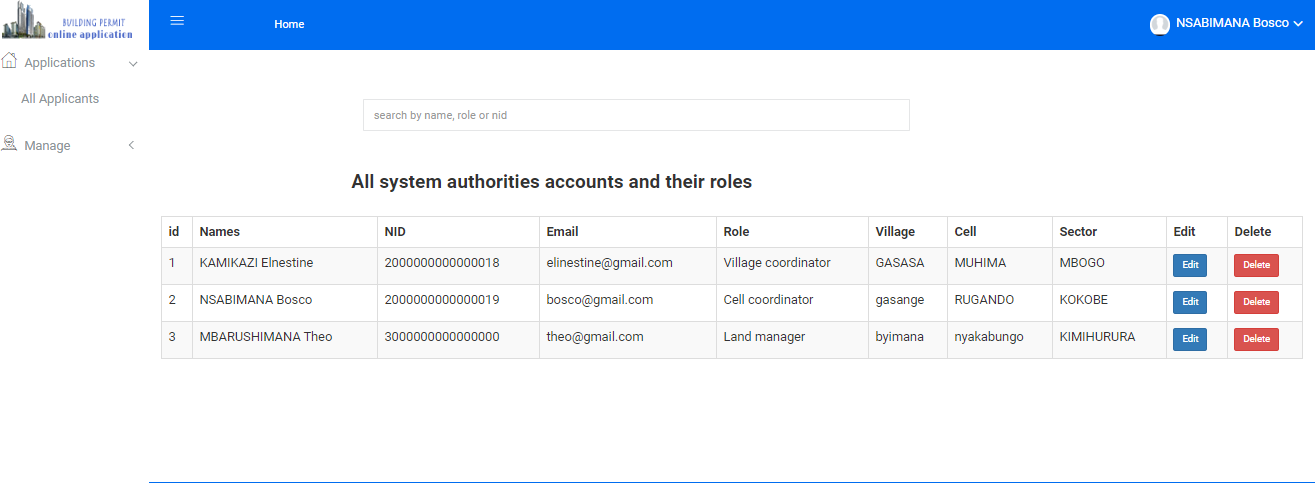 BUILDING PERMIT
online application
Home
NSABIMANA Bosco
Applications
All Applicants
Manage
search by name, role or nid
All system authorities accounts and their roles
id Names NID Email Role Village Cell Sector Edit Delete
1 KAMIKAZI Elnestine 2000000000000018 elinestine@gmail.com Village coordinator GASASA MUHIMA MBOGO Edit Delete
2 NSABIMANA Bosco 2000000000000019 bosco@gmail.com Cell coordinator gasange RUGANDO KOKOBE Edit Delete
3 MBARUSHIMANA Theo 3000000000000000 theo@gmail.com Land manager byimana nyakabungo KIMIHURURA Edit Delete